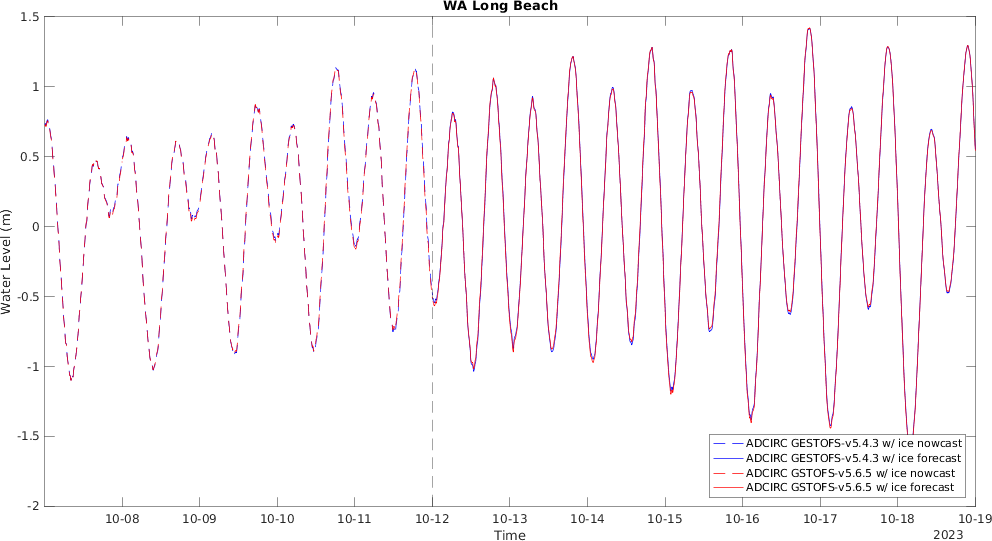 WA Long Beach
1.5
1
0.5
0
-0.5
-1
-1.5
-2
Water Level (m)
10-08 10-09 10-10 10-11 10-12 10-13 10-14 10-15 10-16 10-17 10-18 10-19
Time
2023
ADCIRC GESTOFS-v5.4.3 w/ ice nowcast
ADCIRC GESTOFS-v5.4.3 w/ ice forecast
ADCIRC GSTOFS-v5.6.5 w/ ice nowcast
ADCIRC GSTOFS-v5.6.5 w/ ice forecast